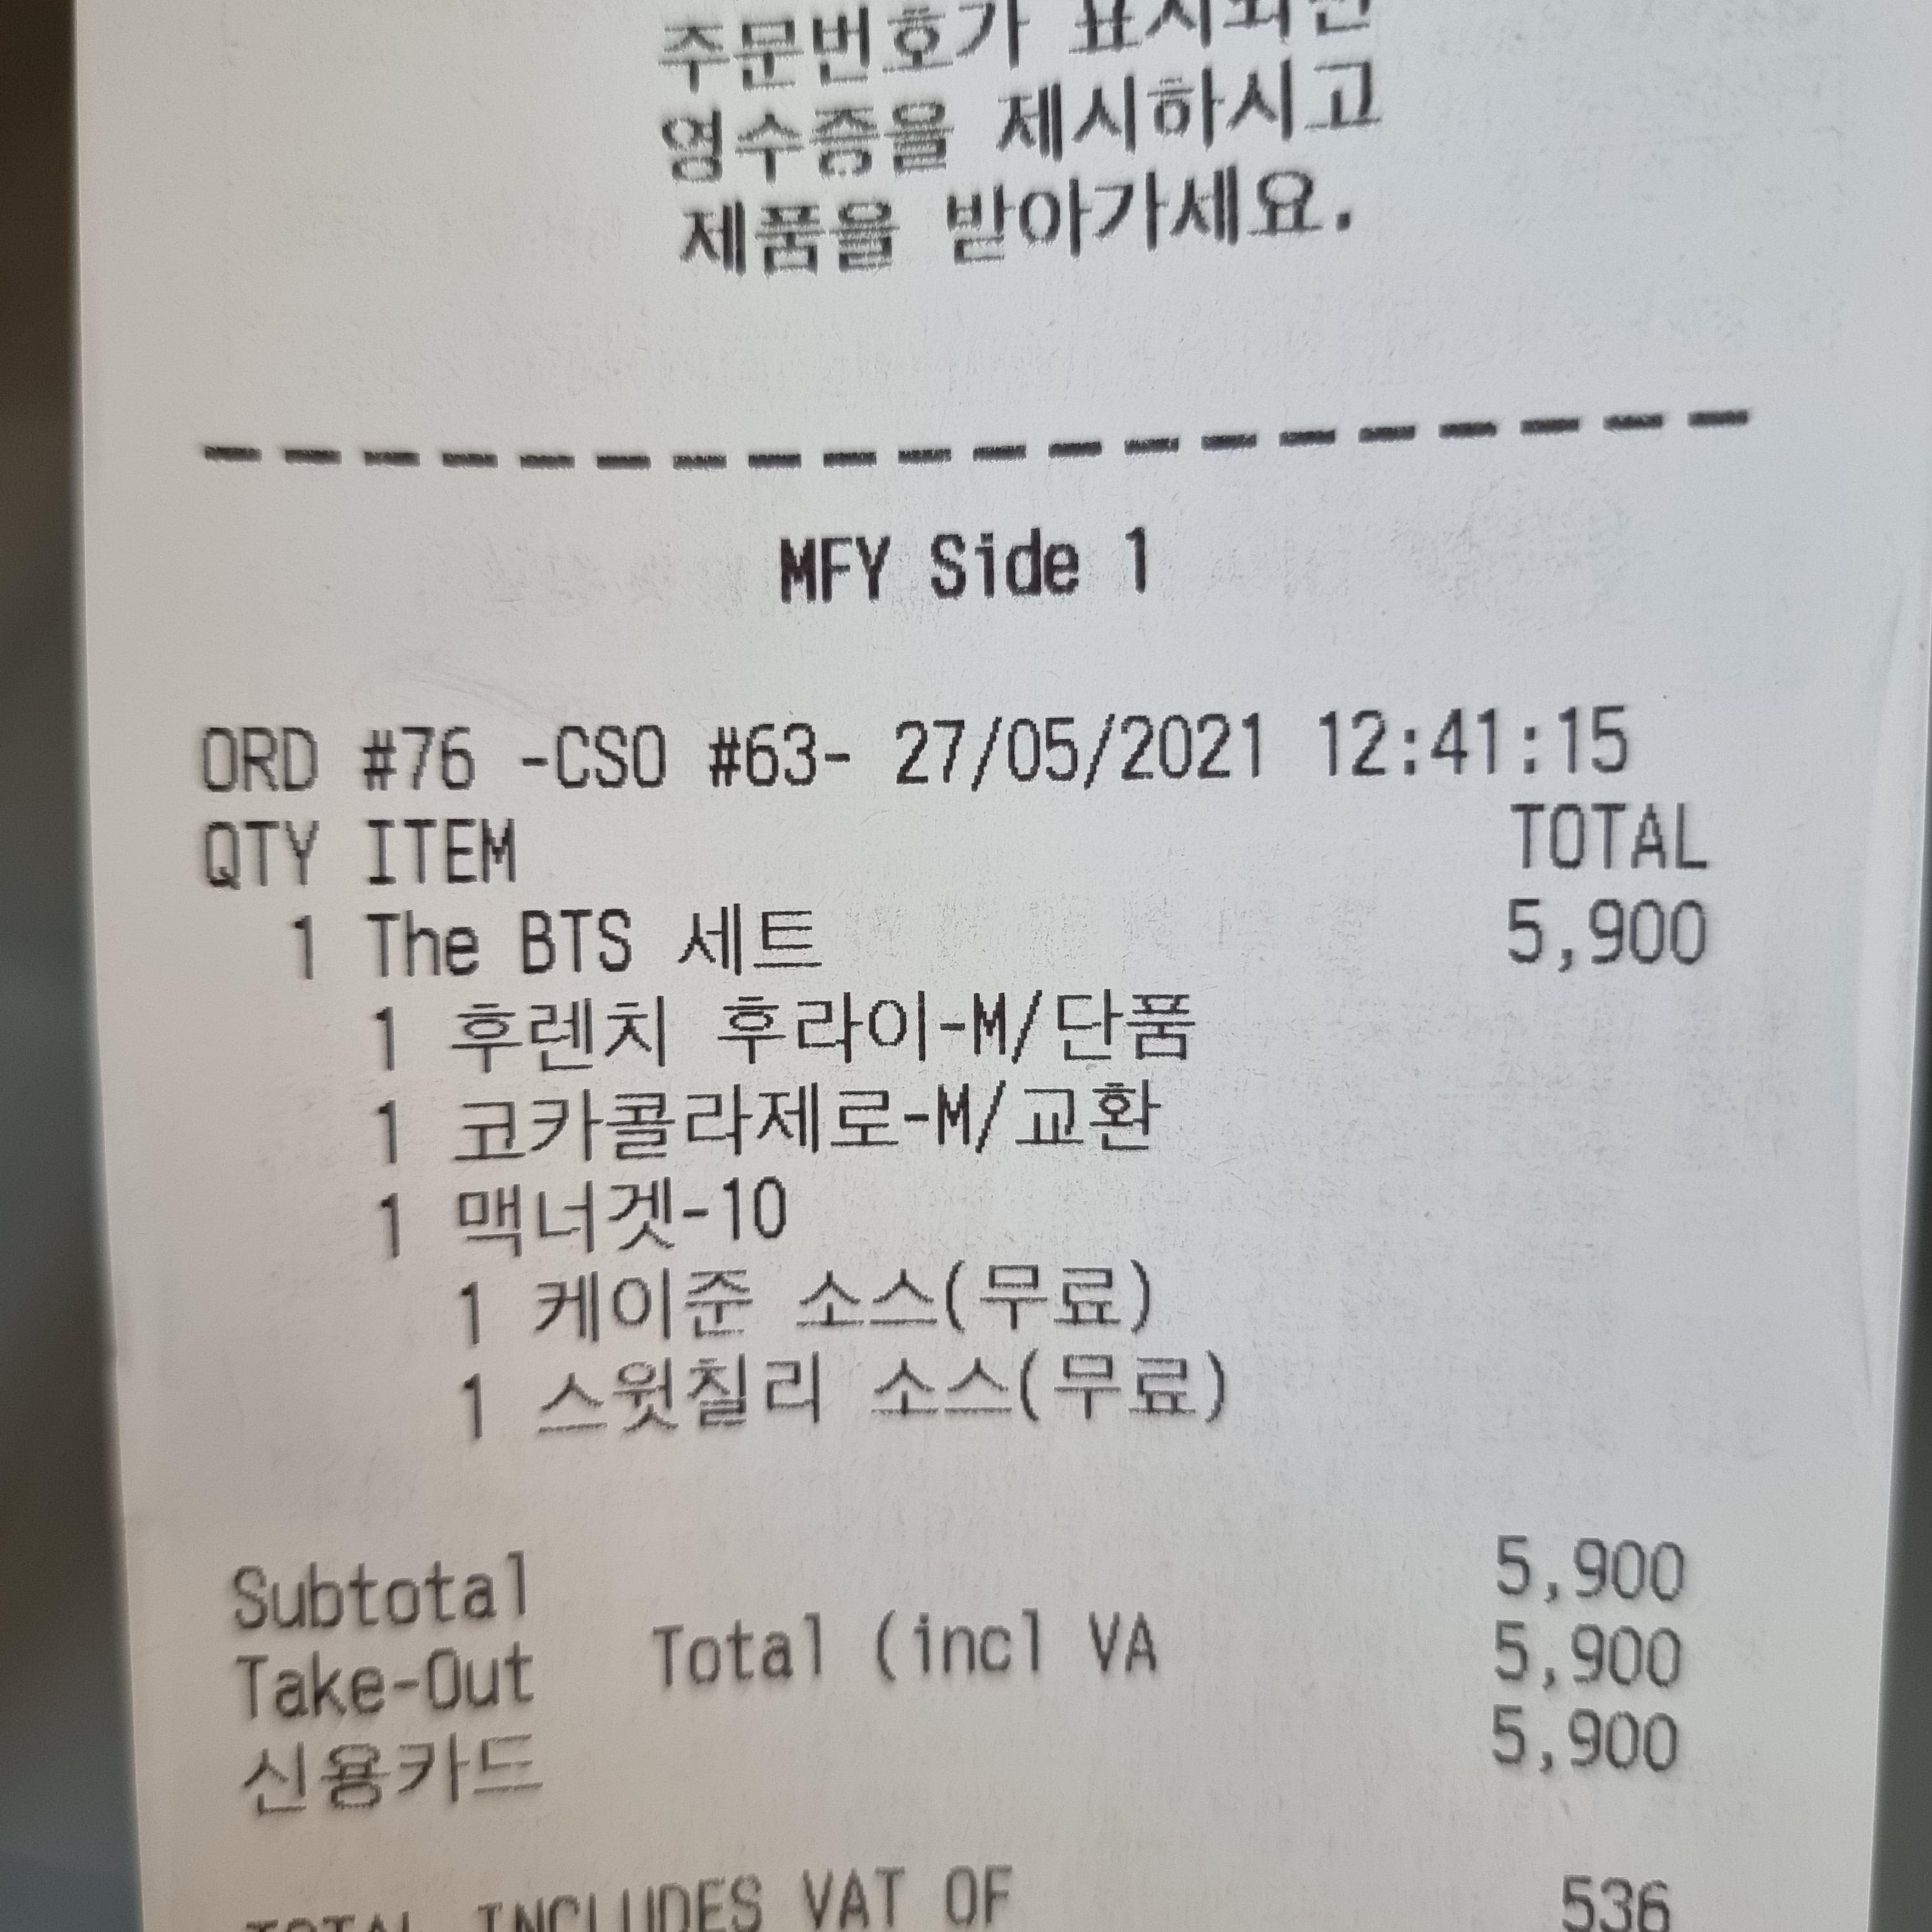 주문번호가 표시되면
영수증을 제시하시고
제품을 받아가세요.
MFY Side 1
ORD #76 -CSO #63- 27/05/2021 12:41:15
QTY ITEM TOTAL
1 The BTS 세트 5,900
1 후렌치 후라이-M/단품
1 코카콜라제로-M/교환
1 맥너겟-10
1 케이준 소스(무료)
1 스윗칠리 소스(무료)
Subtotal 5,900
Take-Out Total (incl VA 5,900
신용카드 5,900
TOTAL INCLUDES VAT OF 536